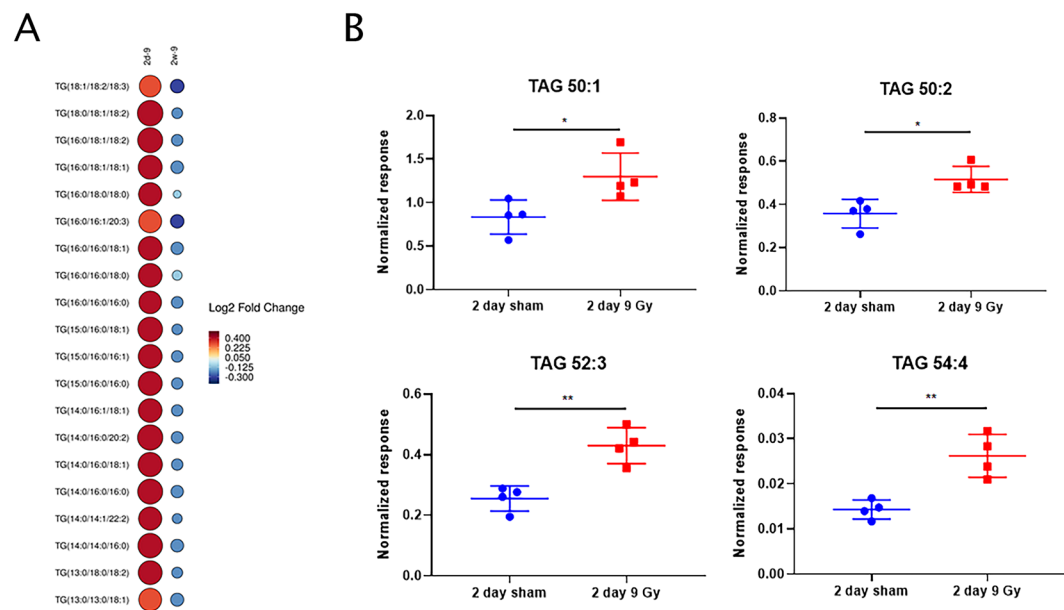 A
B
2d-9
2w-9
TG(18:1/18:2/18:3)
TG(18:0/18:1/18:2)
TG(16:0/18:1/18:2)
TG(16:0/18:1/18:1)
TG(16:0/18:0/18:0)
TG(16:0/16:1/20:3)
TG(16:0/16:0/18:1)
TG(16:0/16:0/18:0)
TG(16:0/16:0/16:0)
TG(15:0/16:0/18:1)
TG(15:0/16:0/16:1)
TG(15:0/16:0/16:0)
TG(14:0/16:1/18:1)
TG(14:0/16:0/20:2)
TG(14:0/16:0/18:1)
TG(14:0/16:0/16:0)
TG(14:0/14:1/22:2)
TG(14:0/14:0/16:0)
TG(13:0/18:0/18:2)
TG(13:0/13:0/18:1)
Log2 Fold Change
0.400
0.225
0.050
-0.125
-0.300
TAG 50:1
Normalized response
2.0
1.5
1.0
0.5
0.0
*
2 day sham
2 day 9 Gy
TAG 50:2
Normalized response
0.8
0.6
0.4
0.2
0.0
*
2 day sham
2 day 9 Gy
TAG 52:3
Normalized response
0.6
0.4
0.2
0.0
**
2 day sham
2 day 9 Gy
TAG 54:4
Normalized response
0.04
0.03
0.02
0.01
0.00
**
2 day sham
2 day 9 Gy